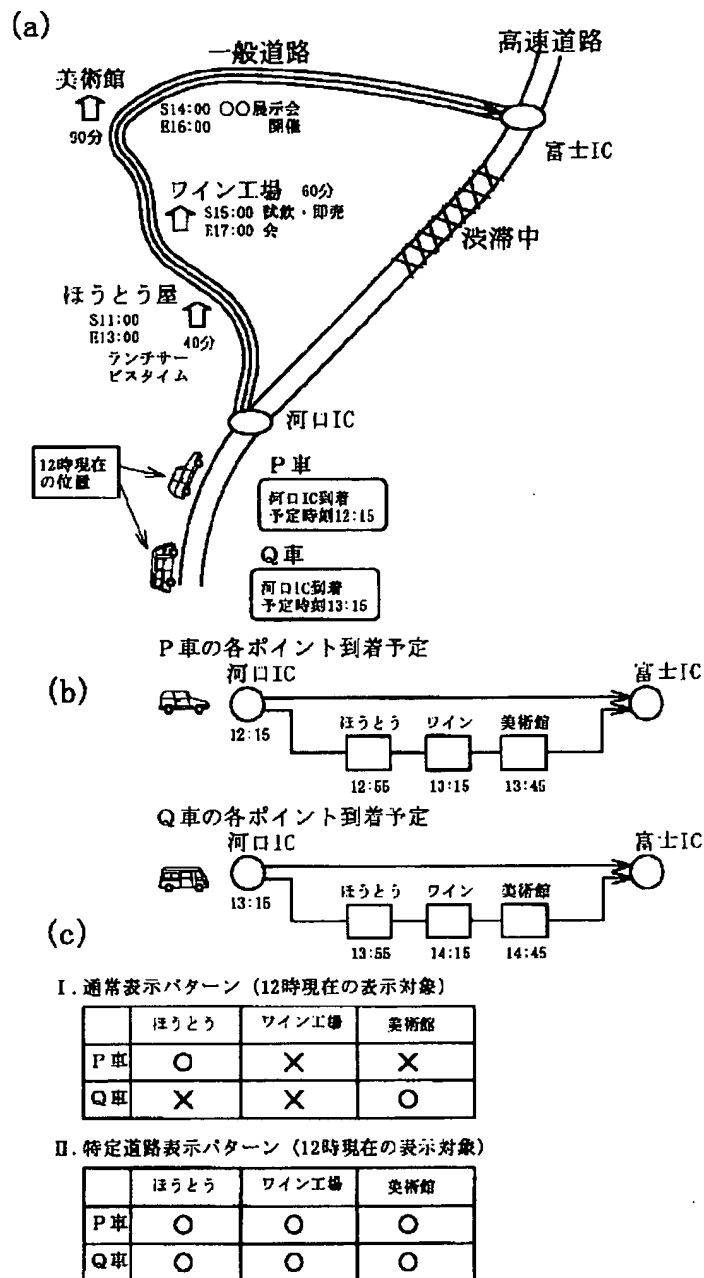 (a)
一般道路
高速道路
美術館
90分
S14:00 〇〇展示会
E16:00 開催
富士IC
ワイン工場 60分
S15:00 試飲・即売
E17:00 会
渋滞中
ほうとう屋
S11:00
E13:00
40分
ランチサー
ビスタイム
河口IC
12時現在
の位置
P車
河口IC到着
予定時刻12:15
Q車
河口IC到着
予定時刻13:15
P車の各ポイント到着予定
(b)
河口IC
富士IC
ほうとう ワイン 美術館
12:15
12:55 13:15 13:45
Q車の各ポイント到着予定
河口IC
富士IC
ほうとう ワイン 美術館
13:15
13:55 14:15 14:45
(c)
I.通常表示パターン(12時現在の表示対象)
ほうとう ワイン工場 美術館
P車 ○ × ×
Q車 × × ○
II.特定道路表示パターン(12時現在の表示対象)
ほうとう ワイン工場 美術館
P車 ○ ○ ○
Q車 ○ ○ ○